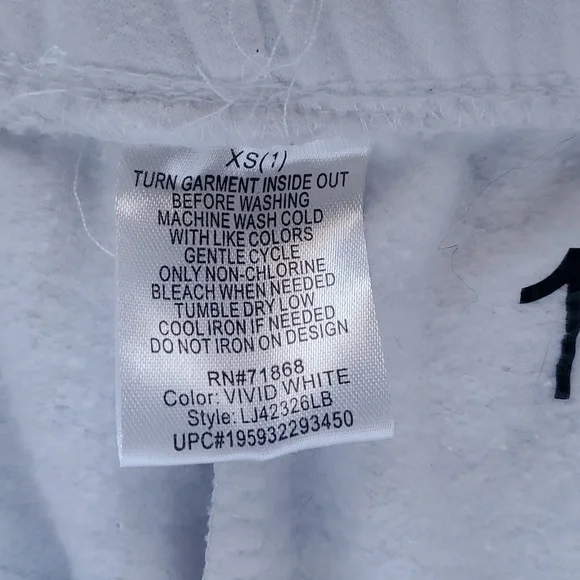 XS(1)
TURN GARMENT INSIDE OUT
BEFORE WASHING
MACHINE WASH COLD
WITH LIKE COLORS
GENTLE CYCLE
ONLY NON-CHLORINE
BLEACH WHEN NEEDED
TUMBLE DRY LOW
COOL IRON IF NEEDED
DO NOT IRON ON DESIGN
RN#71868
Color: VIVID WHITE
Style: LJ42326LB
UPC#195932293450
1